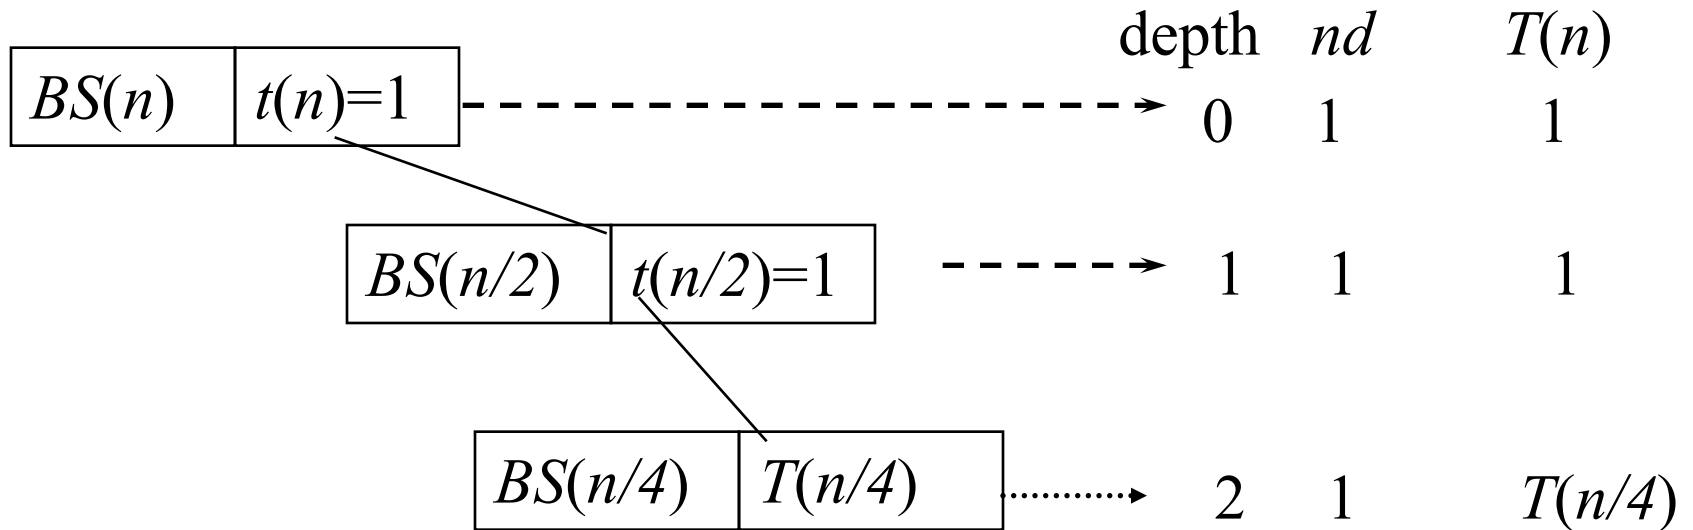 depth nd T(n)
BS(n) t(n)=1 0 1 1
BS(n/2) t(n/2)=1 1 1 1
BS(n/4) T(n/4) 2 1 T(n/4)